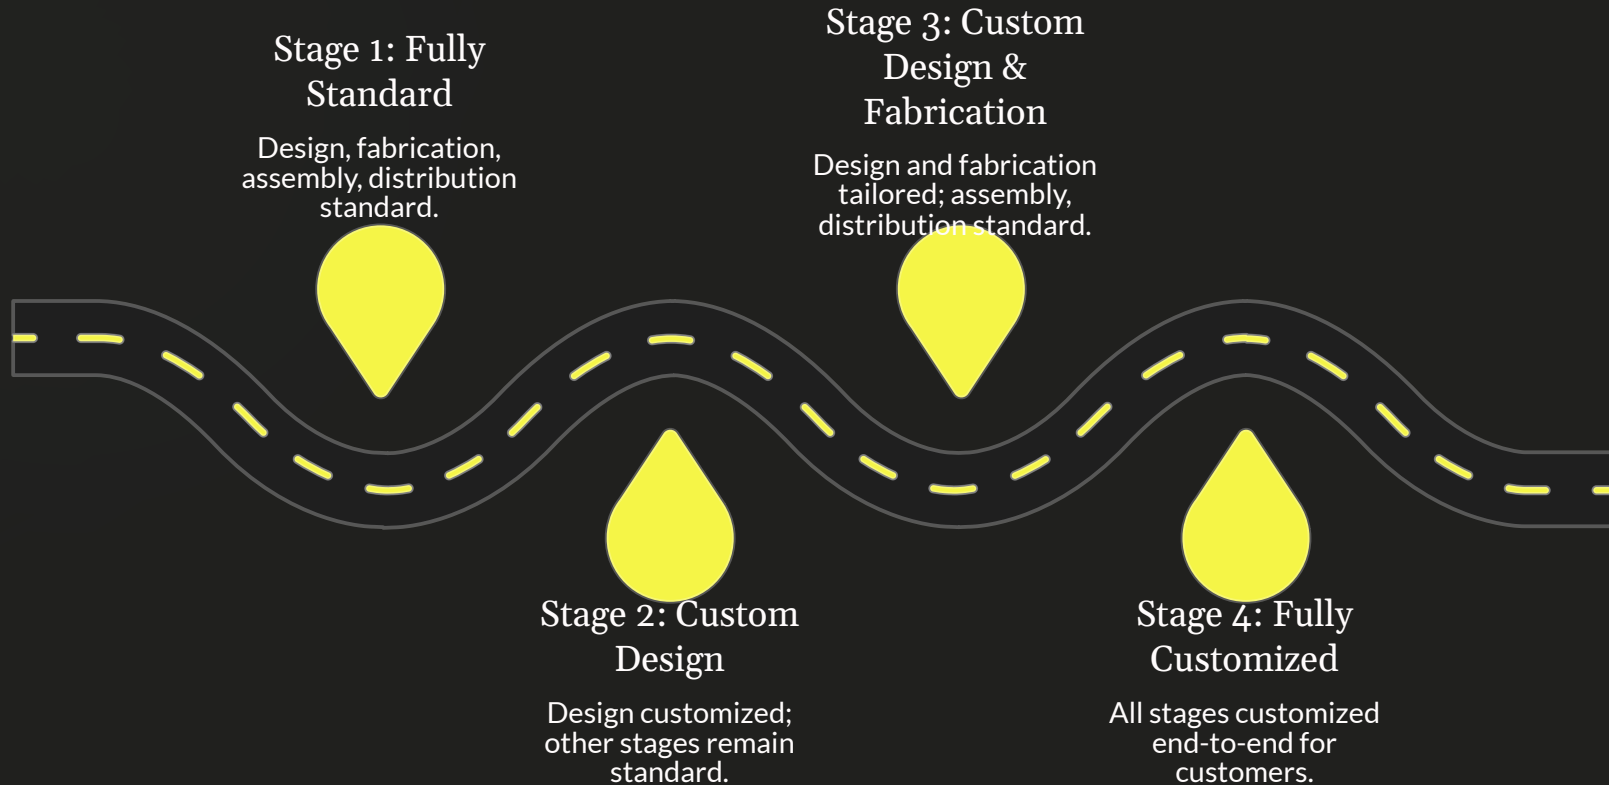 Stage 1: Fully
Standard
Design, fabrication,
assembly, distribution
standard.
Stage 2: Custom
Design
Design customized;
other stages remain
standard.
Stage 3: Custom
Design &
Fabrication
Design and fabrication
tailored; assembly,
distribution standard.
Stage 4: Fully
Customized
All stages customized
end-to-end for
customers.